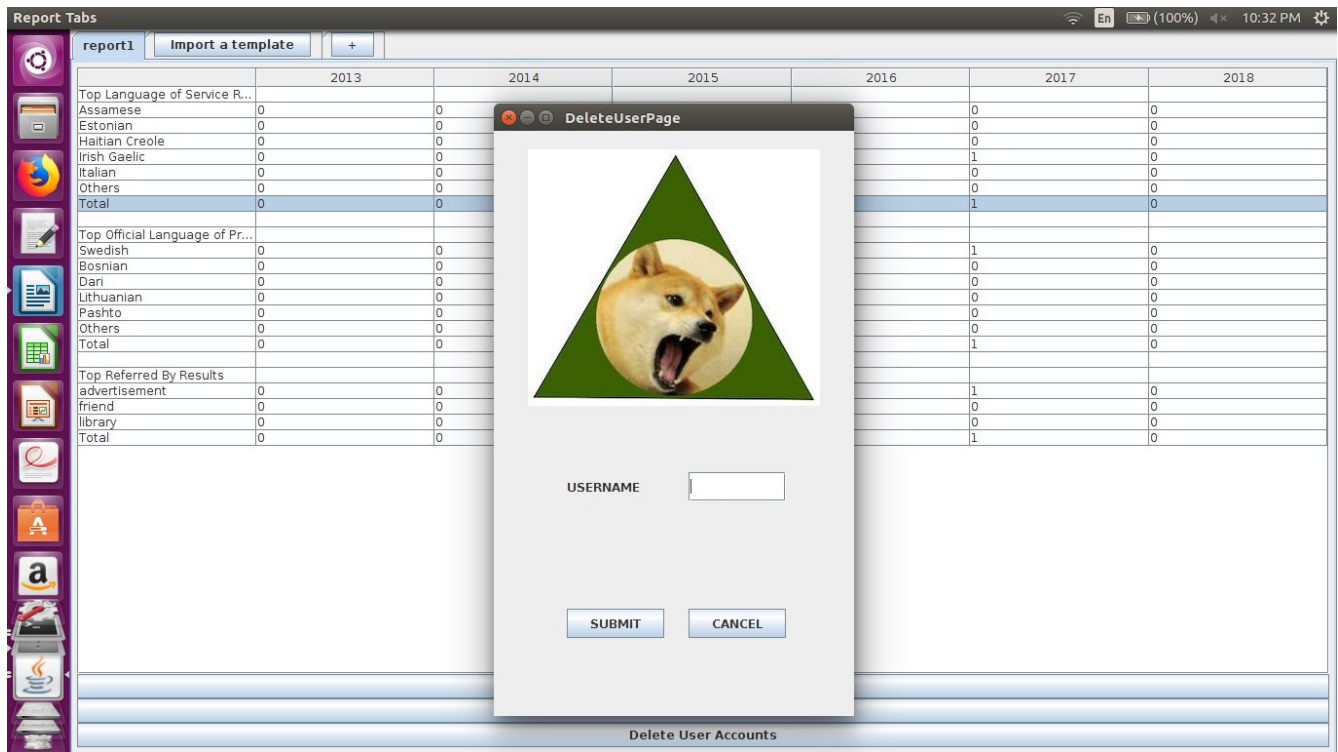 Report Tabs En (100%) 10:32 PM
report1 Import a template +
2013 2014 2015 2016 2017 2018
Top Language of Service R...
Assamese 0 0 0 0
Estonian 0 0 0 0
Haitian Creole 0 0 0 0
Irish Gaelic 0 0 1 0
Italian 0 0 0 0
Others 0 0 0 0
Total 0 0 1 0
Top Official Language of Pr...
Swedish 0 0 1 0
Bosnian 0 0 0 0
Dari 0 0 0 0
Lithuanian 0 0 0 0
Pashto 0 0 0 0
Others 0 0 0 0
Total 0 0 1 0
Top Referred By Results
advertisement 0 0 1 0
friend 0 0 0 0
library 0 0 0 0
Total 0 0 1 0
DeleteUserPage
USERNAME
SUBMIT CANCEL
Delete User Accounts
a